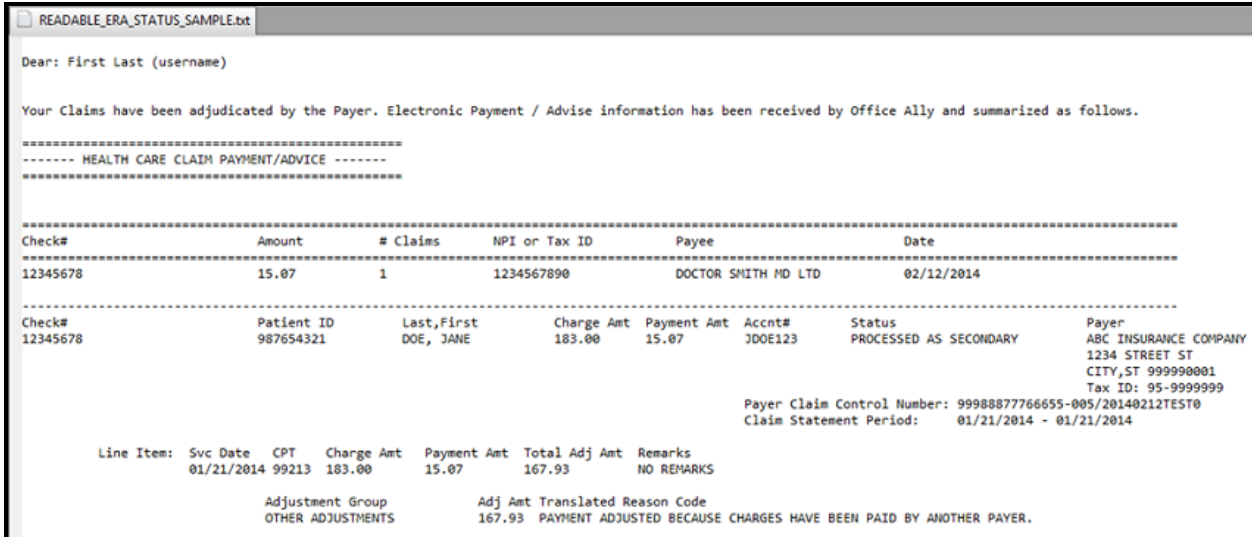 READABLE_ERA_STATUS_SAMPLE.txt
Dear: First Last (username)
Your Claims have been adjudicated by the Payer. Electronic Payment / Advise information has been received by Office Ally and summarized as follows.
==================================================
------- HEALTH CARE CLAIM PAYMENT/ADVICE -------
==================================================
Check# Amount # Claims NPI or Tax ID Payee Date
12345678 15.07 1 1234567890 DOCTOR SMITH MD LTD 02/12/2014
Check# Patient ID Last,First Charge Amt Payment Amt Accnt# Status Payer
12345678 987654321 DOE, JANE 183.00 15.07 JDOE123 PROCESSED AS SECONDARY ABC INSURANCE COMPANY
1234 STREET ST
CITY,ST 999990001
Tax ID: 95-9999999
Payer Claim Control Number: 99988877766655-005/20140212TEST0
Claim Statement Period: 01/21/2014 - 01/21/2014
Line Item: Svc Date CPT Charge Amt Payment Amt Total Adj Amt Remarks
01/21/2014 99213 183.00 15.07 167.93 NO REMARKS
Adjustment Group Adj Amt Translated Reason Code
OTHER ADJUSTMENTS 167.93 PAYMENT ADJUSTED BECAUSE CHARGES HAVE BEEN PAID BY ANOTHER PAYER.